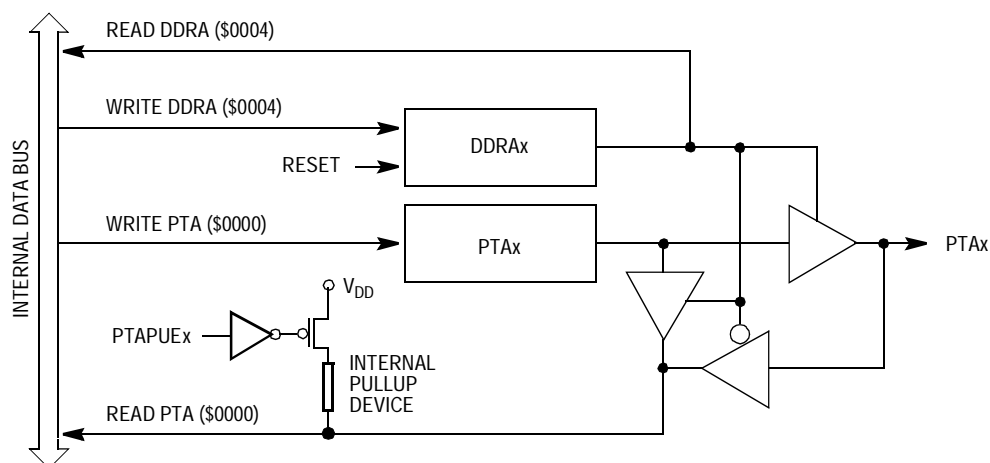 READ DDRA ($0004)
WRITE DDRA ($0004)
DDRAx
RESET
INTERNAL DATA BUS
WRITE PTA ($0000)
PTAx
PTAx
VDD
PTAPUEx
INTERNAL
PULLUP
DEVICE
READ PTA ($0000)